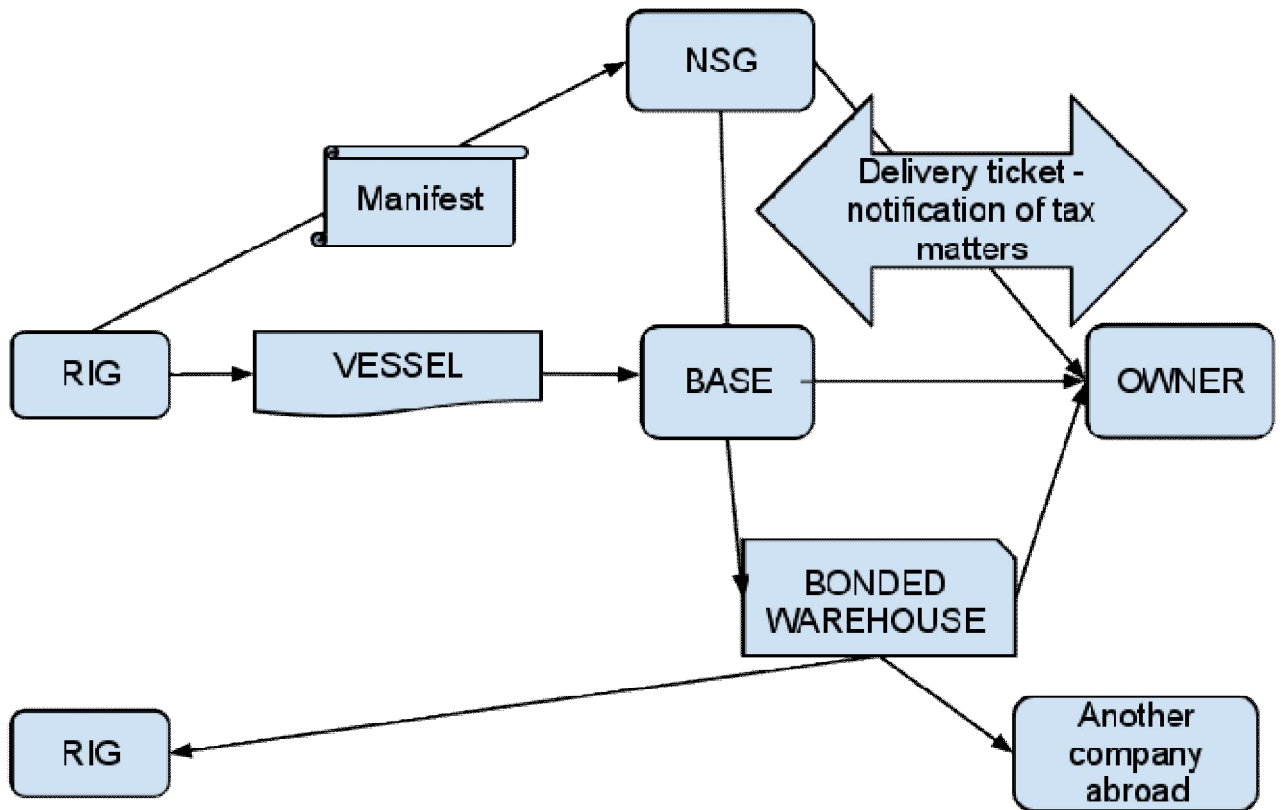 NSG
Delivery ticket -
notification of tax
matters
Manifest
RIG
VESSEL
BASE
OWNER
BONDED
WAREHOUSE
RIG
Another
company
abroad